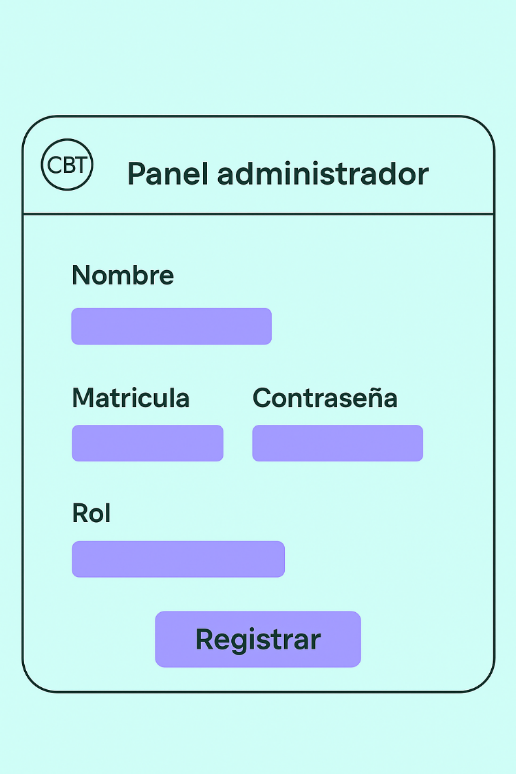 CBT
Panel administrador
Nombre
Matricula
Contraseña
Rol
Registrar